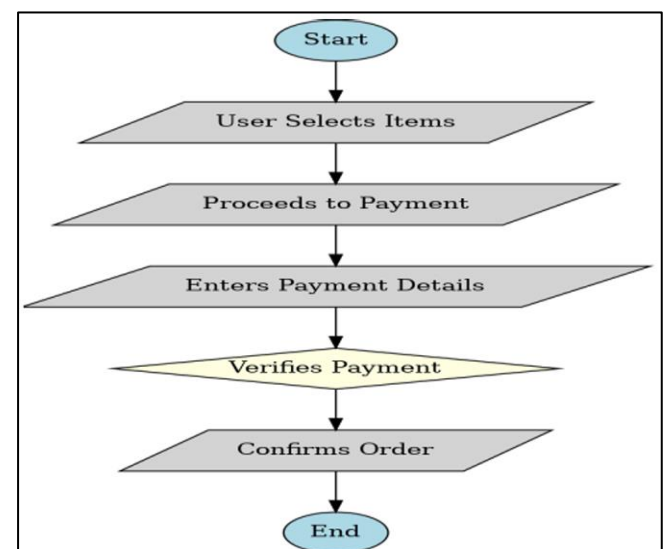 Start
User Selects Items
Proceeds to Payment
Enters Payment Details
Verifies Payment
Confirms Order
End